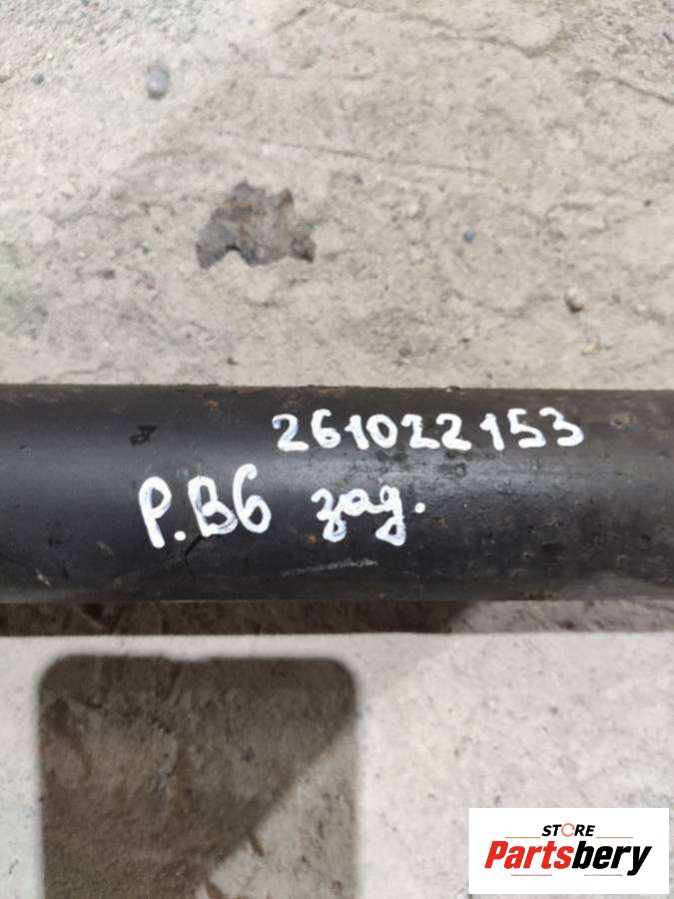 261022153
P.B6 зад.
STORE
Partsbery